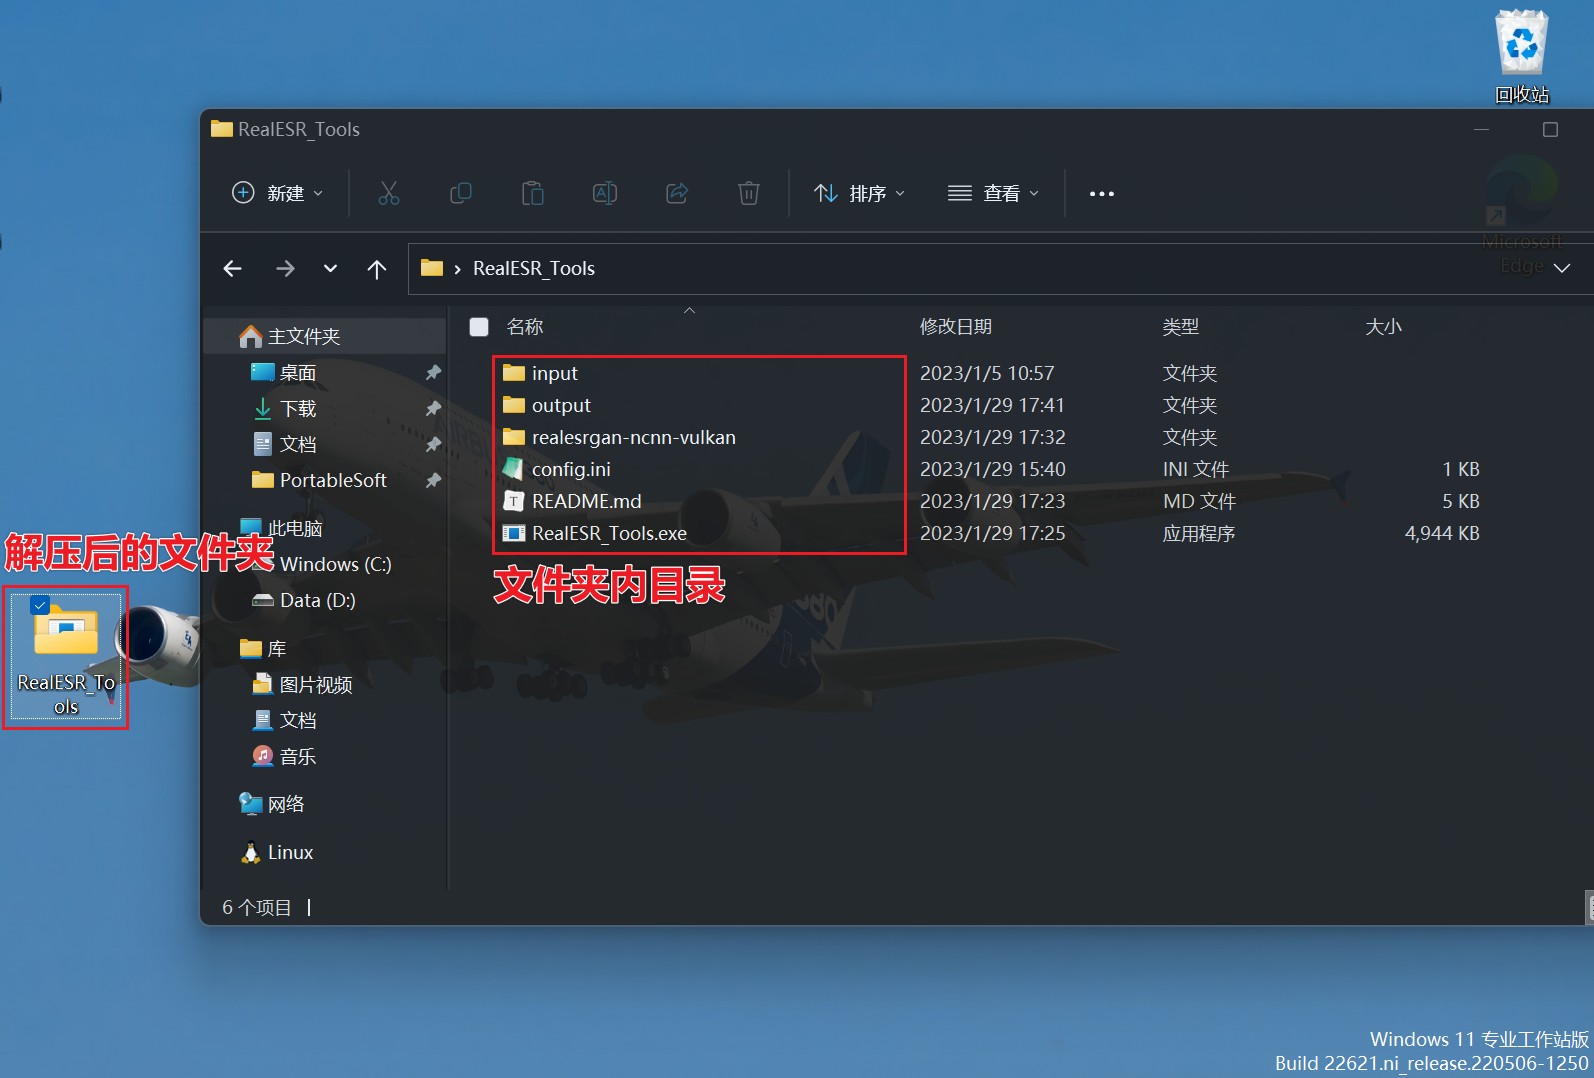 回收站
RealESR_Tools
新建
排序
查看
Microsoft
Edge
RealESR_Tools
名称 修改日期 类型 大小
主文件夹
桌面
下载
文档
PortableSoft
此电脑
Windows (C:)
Data (D:)
库
图片视频
文档
音乐
网络
Linux
input 2023/1/5 10:57 文件夹
output 2023/1/29 17:41 文件夹
realesrgan-ncnn-vulkan 2023/1/29 17:32 文件夹
config.ini 2023/1/29 15:40 INI 文件 1 KB
README.md 2023/1/29 17:23 MD 文件 5 KB
RealESR_Tools.exe 2023/1/29 17:25 应用程序 4,944 KB
文件夹内目录
解压后的文件夹
RealESR_To
ols
6 个项目
Windows 11 专业工作站版
Build 22621.ni_release.220506-1250